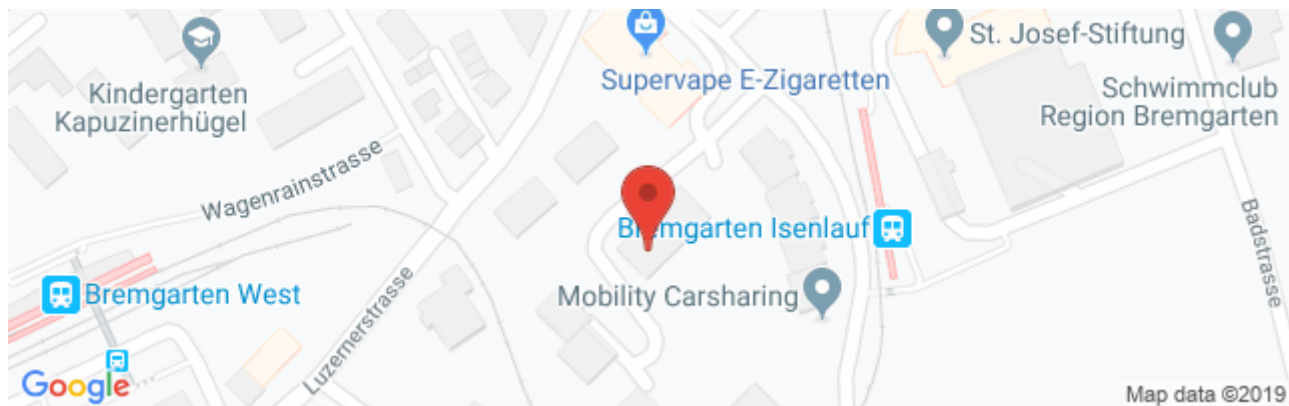 St. Josef-Stiftung
Supervape E-Zigaretten
Kindergarten
Kapuzinerhügel
Schwimmclub
Region Bremgarten
Wagenrainstrasse
Bremgarten Isenlauf
Badstrasse
Bremgarten West
Mobility Carsharing
Luzernerstrasse
Google
Map data ©2019